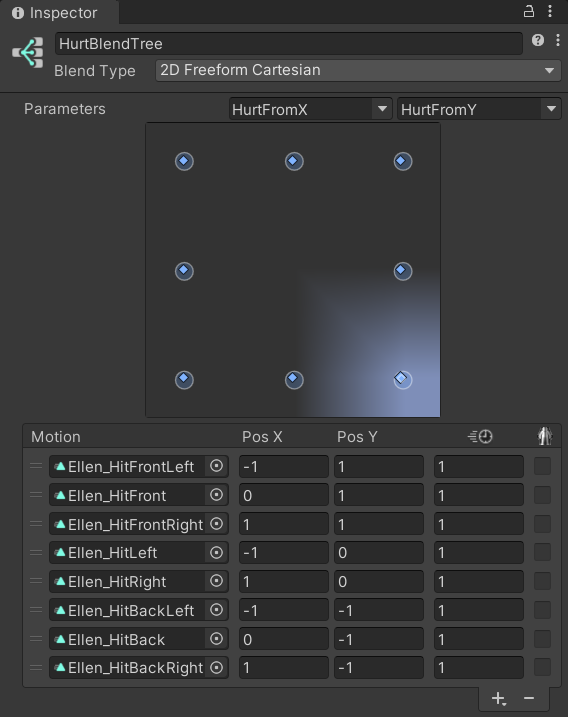 Inspector
HurtBlendTree
Blend Type 2D Freeform Cartesian
Parameters HurtFromX HurtFromY
Motion Pos X Pos Y
Ellen_HitFrontLeft -1 1 1
Ellen_HitFront 0 1 1
Ellen_HitFrontRight 1 1 1
Ellen_HitLeft -1 0 1
Ellen_HitRight 1 0 1
Ellen_HitBackLeft -1 -1 1
Ellen_HitBack 0 -1 1
Ellen_HitBackRight 1 -1 1